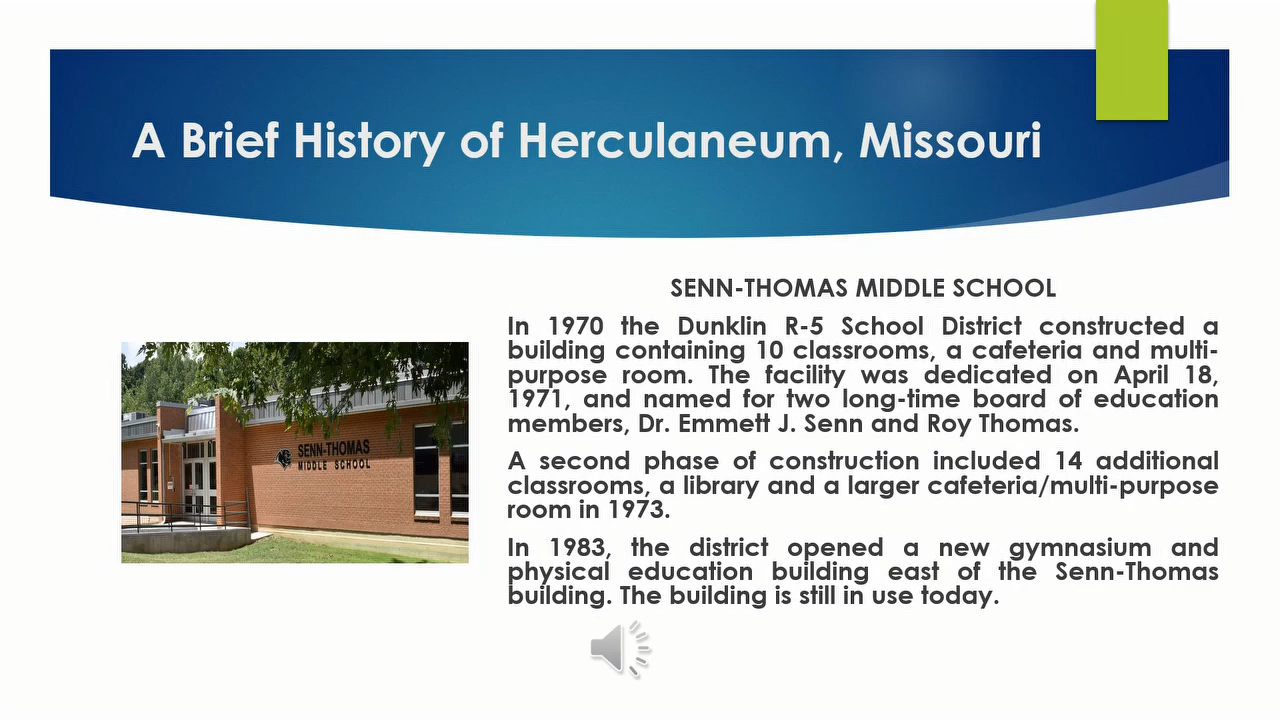 A Brief History of Herculaneum, Missouri
SENN-THOMAS MIDDLE SCHOOL
In 1970 the Dunklin R-5 School District constructed a
building containing 10 classrooms, a cafeteria and multi-
purpose room. The facility was dedicated on April 18,
1971, and named for two long-time board of education
members, Dr. Emmett J. Senn and Roy Thomas.
A second phase of construction included 14 additional
classrooms, a library and a larger cafeteria/multi-purpose
room in 1973.
In 1983, the district opened a new gymnasium and
physical education building east of the Senn-Thomas
building. The building is still in use today.
SENN-THOMAS
MIDDLE SCHOOL